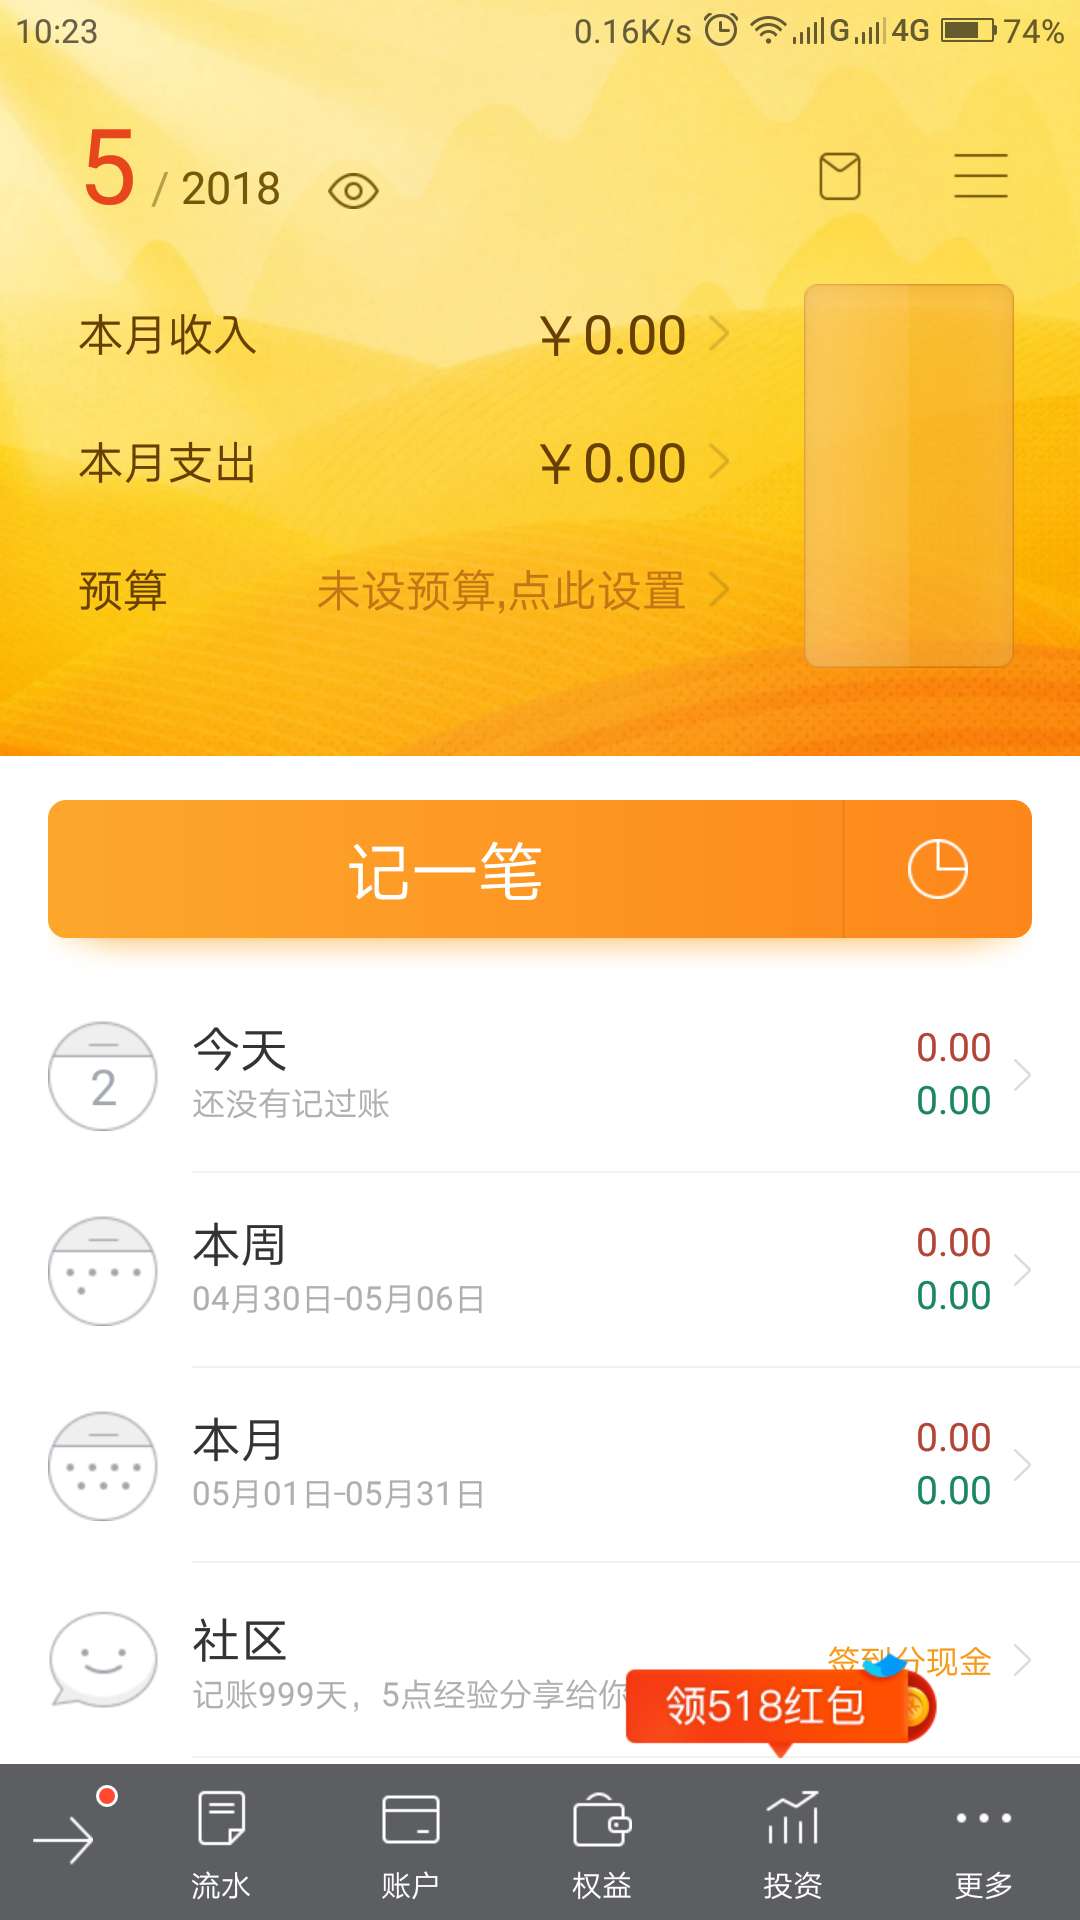 10:23 0.16K/s G 4G 74%
5 / 2018
本月收入 ￥0.00
本月支出 ￥0.00
预算 未设预算,点此设置
记一笔
今天 0.00
2
还没有记过账 0.00
本周 0.00
04月30日-05月06日 0.00
本月 0.00
05月01日-05月31日 0.00
社区
签到分现金
记账999天，5点经验分享给你
领518红包
流水 账户 权益 投资 更多